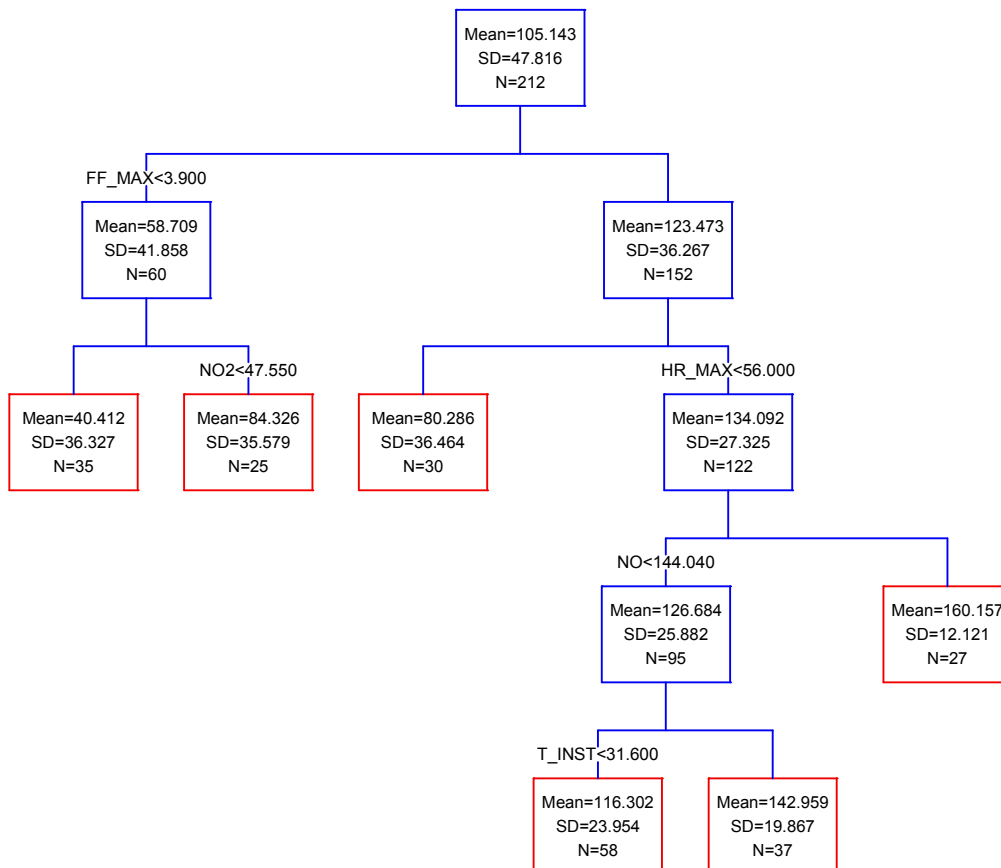 Mean=105.143
SD=47.816
N=212
FF_MAX<3.900
Mean=58.709
SD=41.858
N=60
Mean=123.473
SD=36.267
N=152
NO2<47.550
HR_MAX<56.000
Mean=40.412
SD=36.327
N=35
Mean=84.326
SD=35.579
N=25
Mean=80.286
SD=36.464
N=30
Mean=134.092
SD=27.325
N=122
NO<144.040
Mean=126.684
SD=25.882
N=95
Mean=160.157
SD=12.121
N=27
T_INST<31.600
Mean=116.302
SD=23.954
N=58
Mean=142.959
SD=19.867
N=37